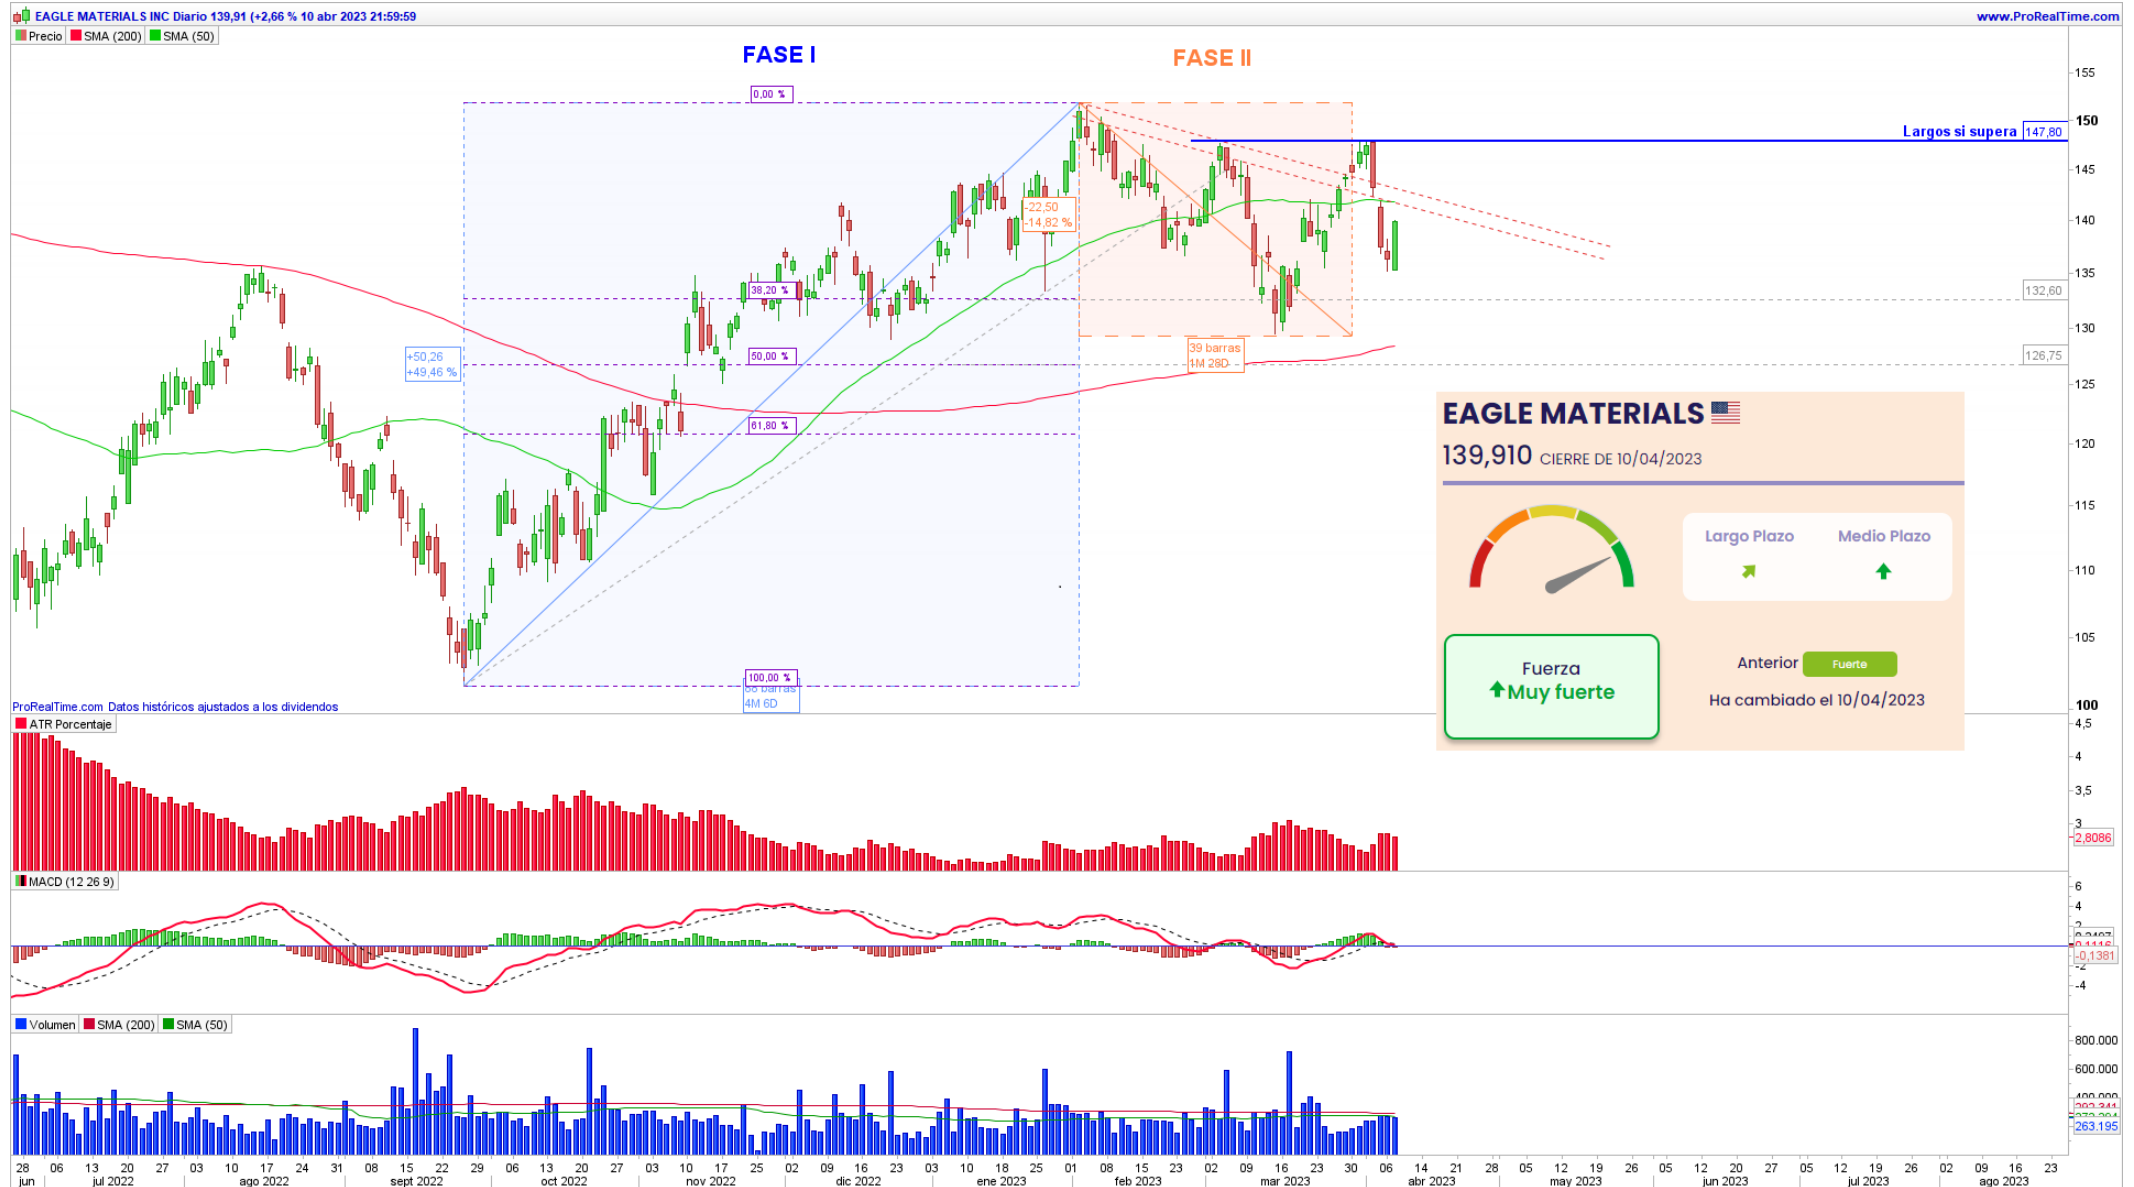 EAGLE MATERIALS INC Diario 139,91 (+2,66 % 10 abr 2023 21:59:59
www.ProRealTime.com
Precio SMA (200) SMA (50)
FASE I
FASE II
0,00 %
38,20 %
50,00 %
61,80 %
100,00 %
+50,26
+49,46 %
4M 6D
-22,50
-14,82 %
39 barras
1M 28D
Largos si supera 147,80
155
150
145
140
135
132,60
130
126,75
125
120
115
110
105
100
EAGLE MATERIALS
139,910 CIERRE DE 10/04/2023
Largo Plazo Medio Plazo
Fuerza
Muy fuerte
Anterior Fuerte
Ha cambiado el 10/04/2023
ProRealTime.com Datos históricos ajustados a los dividendos
ATR Porcentaje
4,5
4
3,5
3
2,8086
MACD (12 26 9)
6
4
2
-0,1381
-2
-4
Volumen SMA (200) SMA (50)
800.000
600.000
400.000
263.195
28 06 13 20 27 03 10 17 24 31 08 15 22 29 06 13 20 27 03 10 17 25 02 09 16 23 03 10 18 25 01 08 15 23 02 09 16 23 30 06 14 21 28 05 12 19 26 05 12 20 27 05 12 19 26 02 09 16 23
jun jul 2022 ago 2022 sept 2022 oct 2022 nov 2022 dic 2022 ene 2023 feb 2023 mar 2023 abr 2023 may 2023 jun 2023 jul 2023 ago 2023